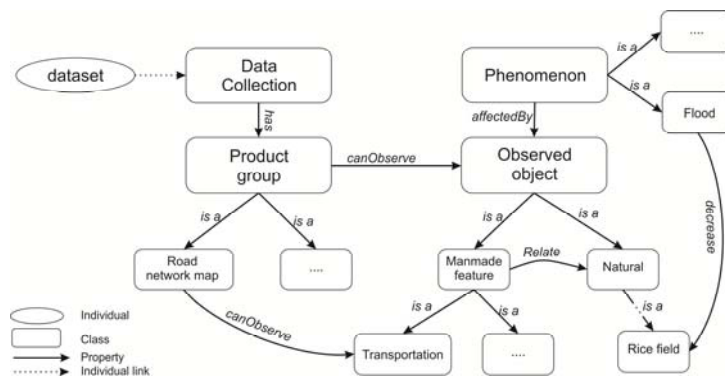 dataset
Data
Collection
Phenomenon
is a
....
is a
Flood
has
affectedBy
Product
group
canObserve
Observed
object
decrease
is a
is a
is a
is a
Road
network map
....
Manmade
feature
Relate
Natural
canObserve
is a
is a
is a
Transportation
....
Rice field
Individual
Class
Property
Individual link